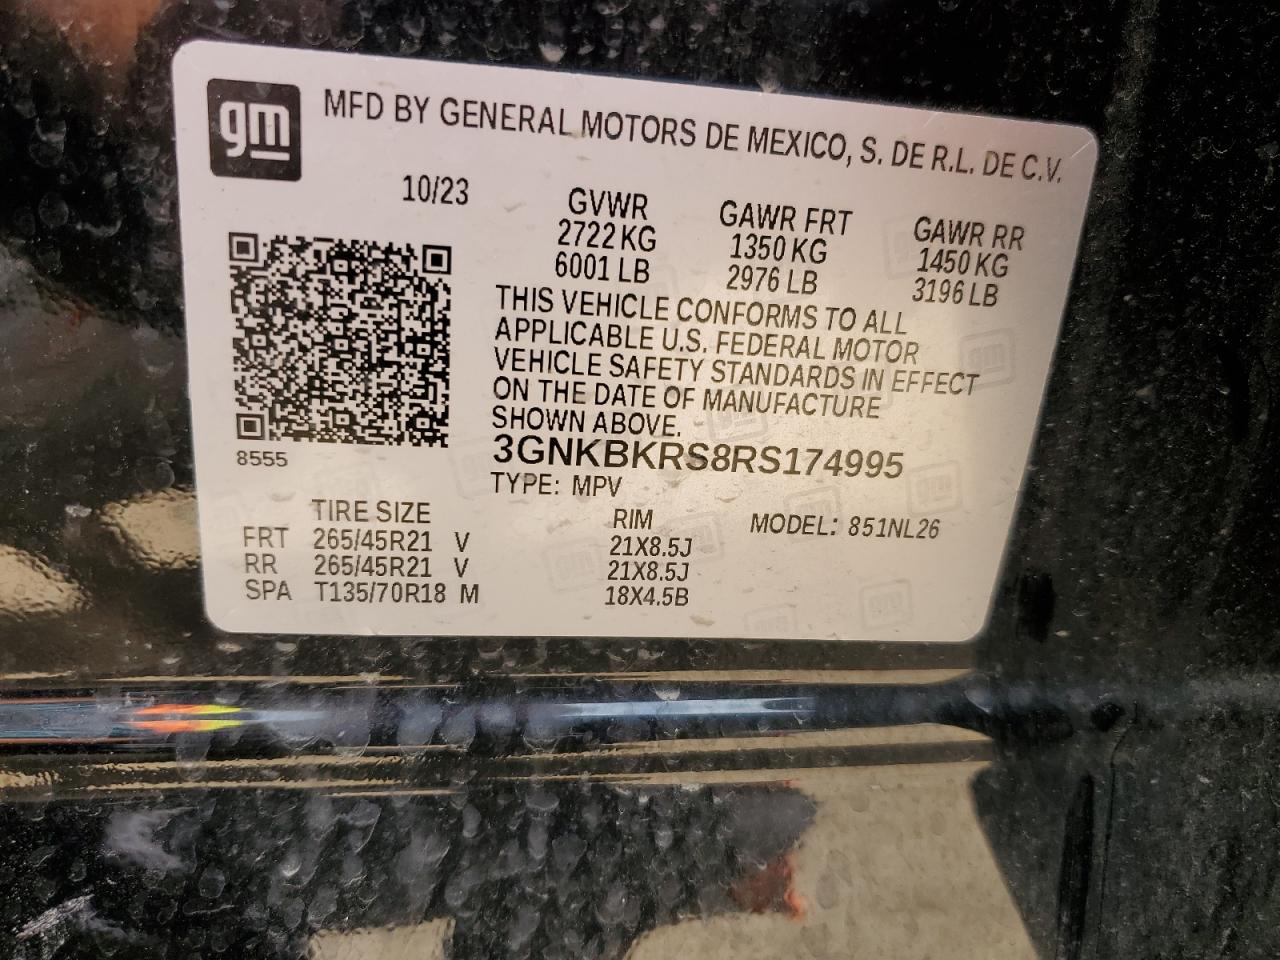 gm
MFD BY GENERAL MOTORS DE MEXICO, S. DE R.L. DE C.V.
10/23
GVWR GAWR FRT GAWR RR
2722 KG 1350 KG 1450 KG
6001 LB 2976 LB 3196 LB
THIS VEHICLE CONFORMS TO ALL
APPLICABLE U.S. FEDERAL MOTOR
VEHICLE SAFETY STANDARDS IN EFFECT
ON THE DATE OF MANUFACTURE
SHOWN ABOVE.
8555
3GNKBKRS8RS174995
TYPE: MPV
TIRE SIZE RIM MODEL: 851NL26
FRT 265/45R21 V 21X8.5J
RR 265/45R21 V 21X8.5J
SPA T135/70R18 M 18X4.5B